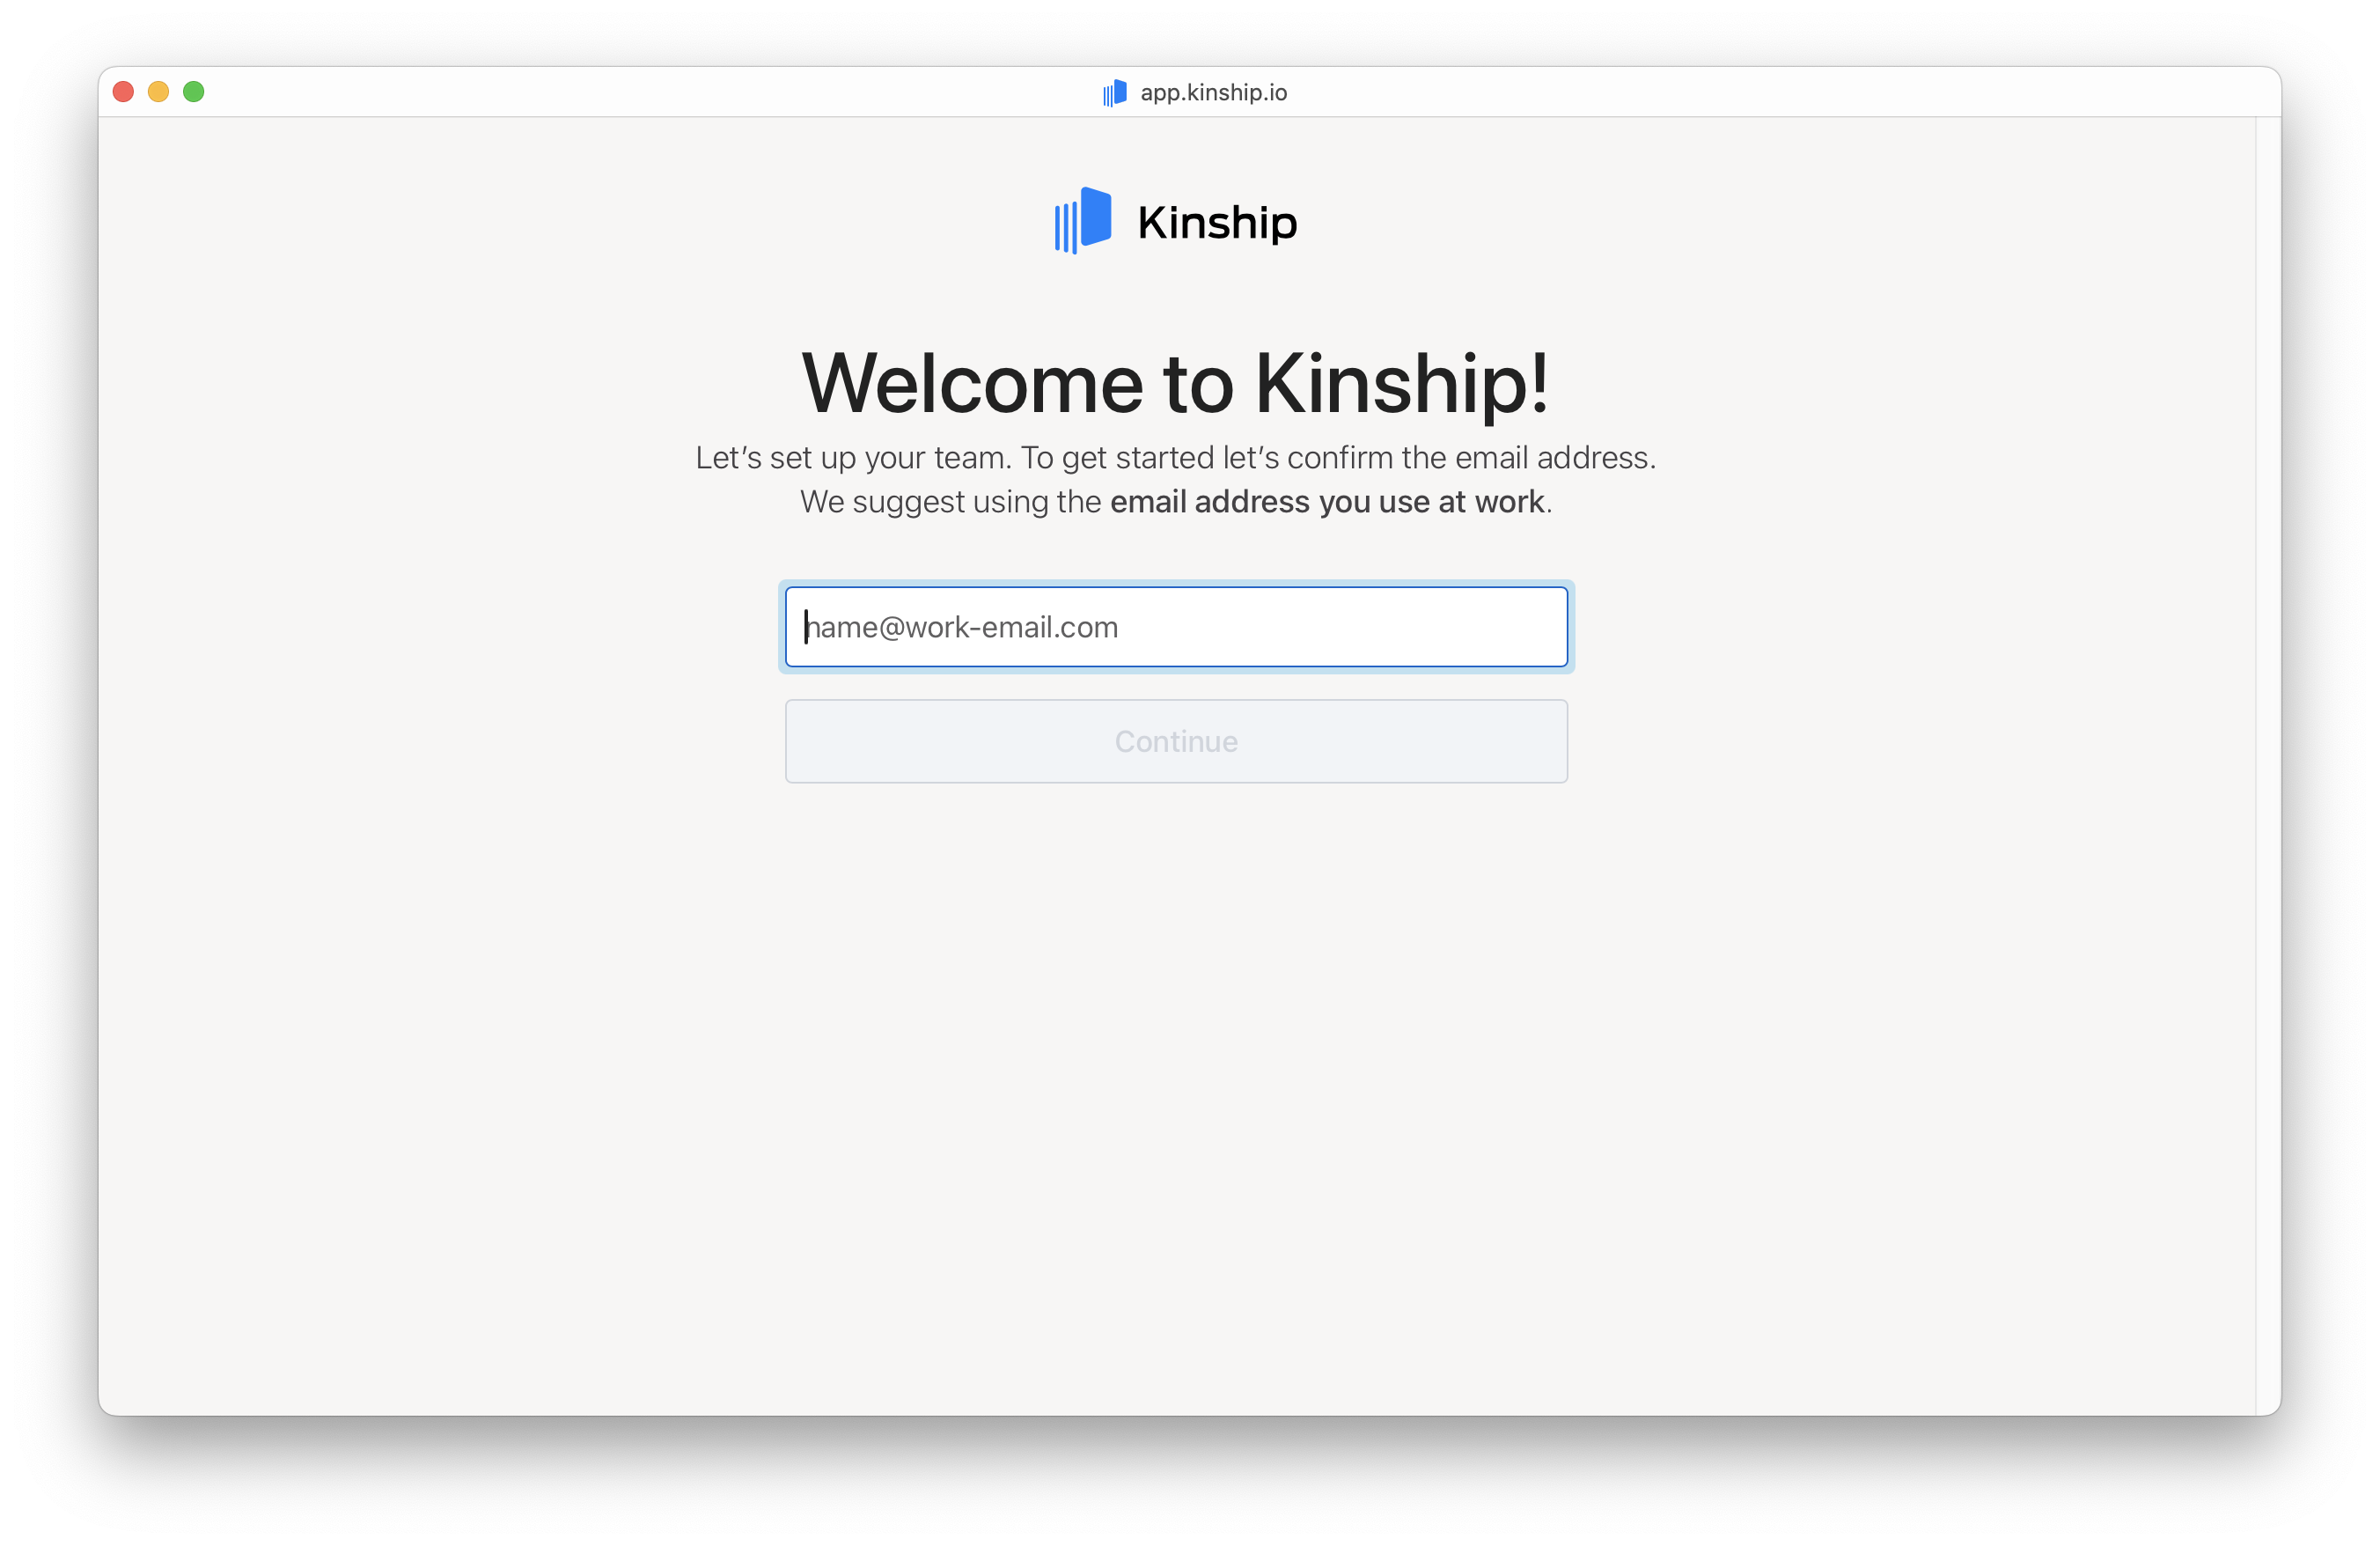 app.kinship.io
Kinship
Welcome to Kinship!
Let’s set up your team. To get started let’s confirm the email address.
We suggest using the email address you use at work.
name@work-email.com
Continue